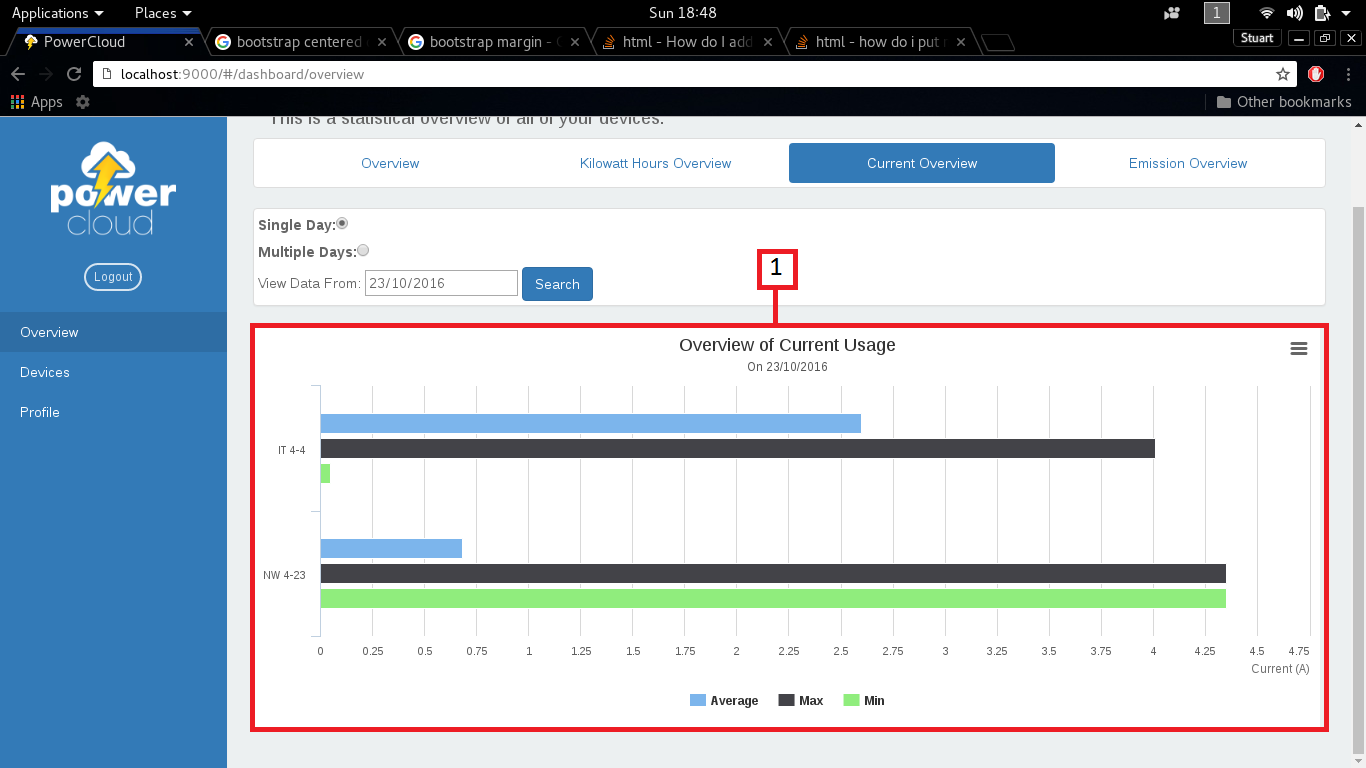 Applications Places Sun 18:48 1
PowerCloud bootstrap centered bootstrap margin - html - How do I add html - how do i put Stuart
localhost:9000/#/dashboard/overview
Apps Other bookmarks
power
cloud
Logout
Overview
Devices
Profile
This is a statistical overview of all of your devices.
Overview Kilowatt Hours Overview Current Overview Emission Overview
Single Day:
Multiple Days:
View Data From: 23/10/2016 Search
1
Overview of Current Usage
On 23/10/2016
IT 4-4
NW 4-23
0 0.25 0.5 0.75 1 1.25 1.5 1.75 2 2.25 2.5 2.75 3 3.25 3.5 3.75 4 4.25 4.5 4.75
Current (A)
Average Max Min